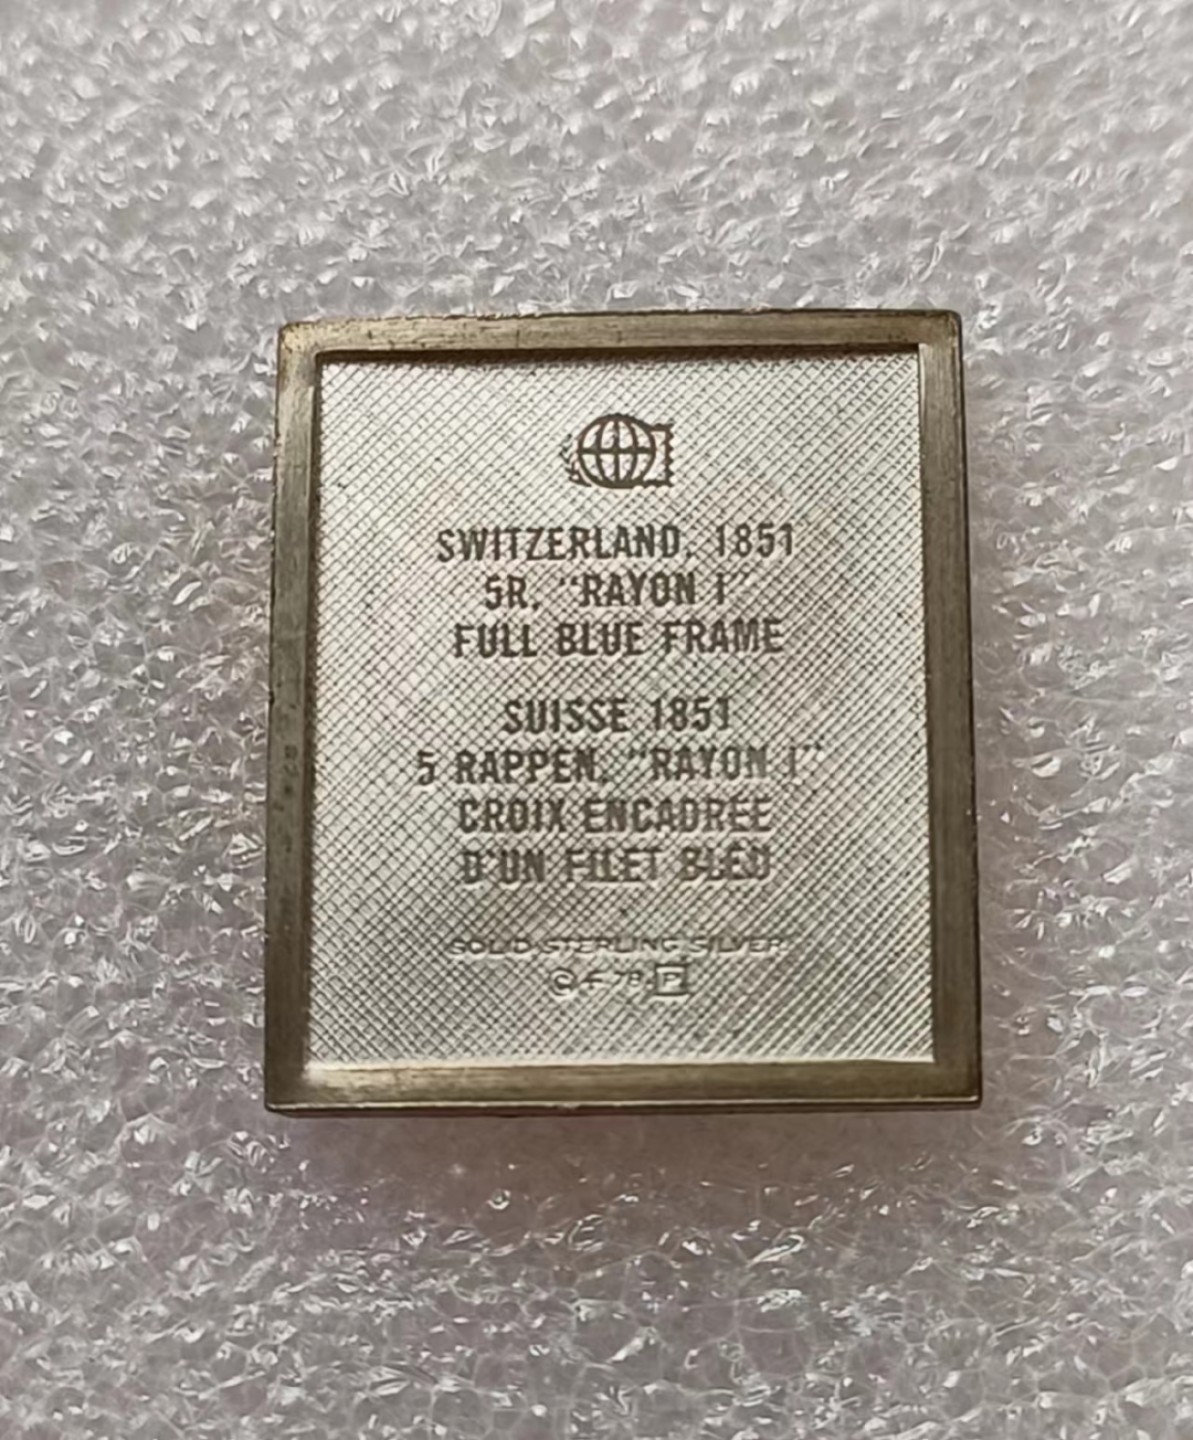 SWITZERLAND, 1851
5R, "RAYON I"
FULL BLUE FRAME
SUISSE 1851
5 RAPPEN, "RAYON I"
CROIX ENCADREE
D'UN FILET BLEU
SOLID STERLING SILVER
©